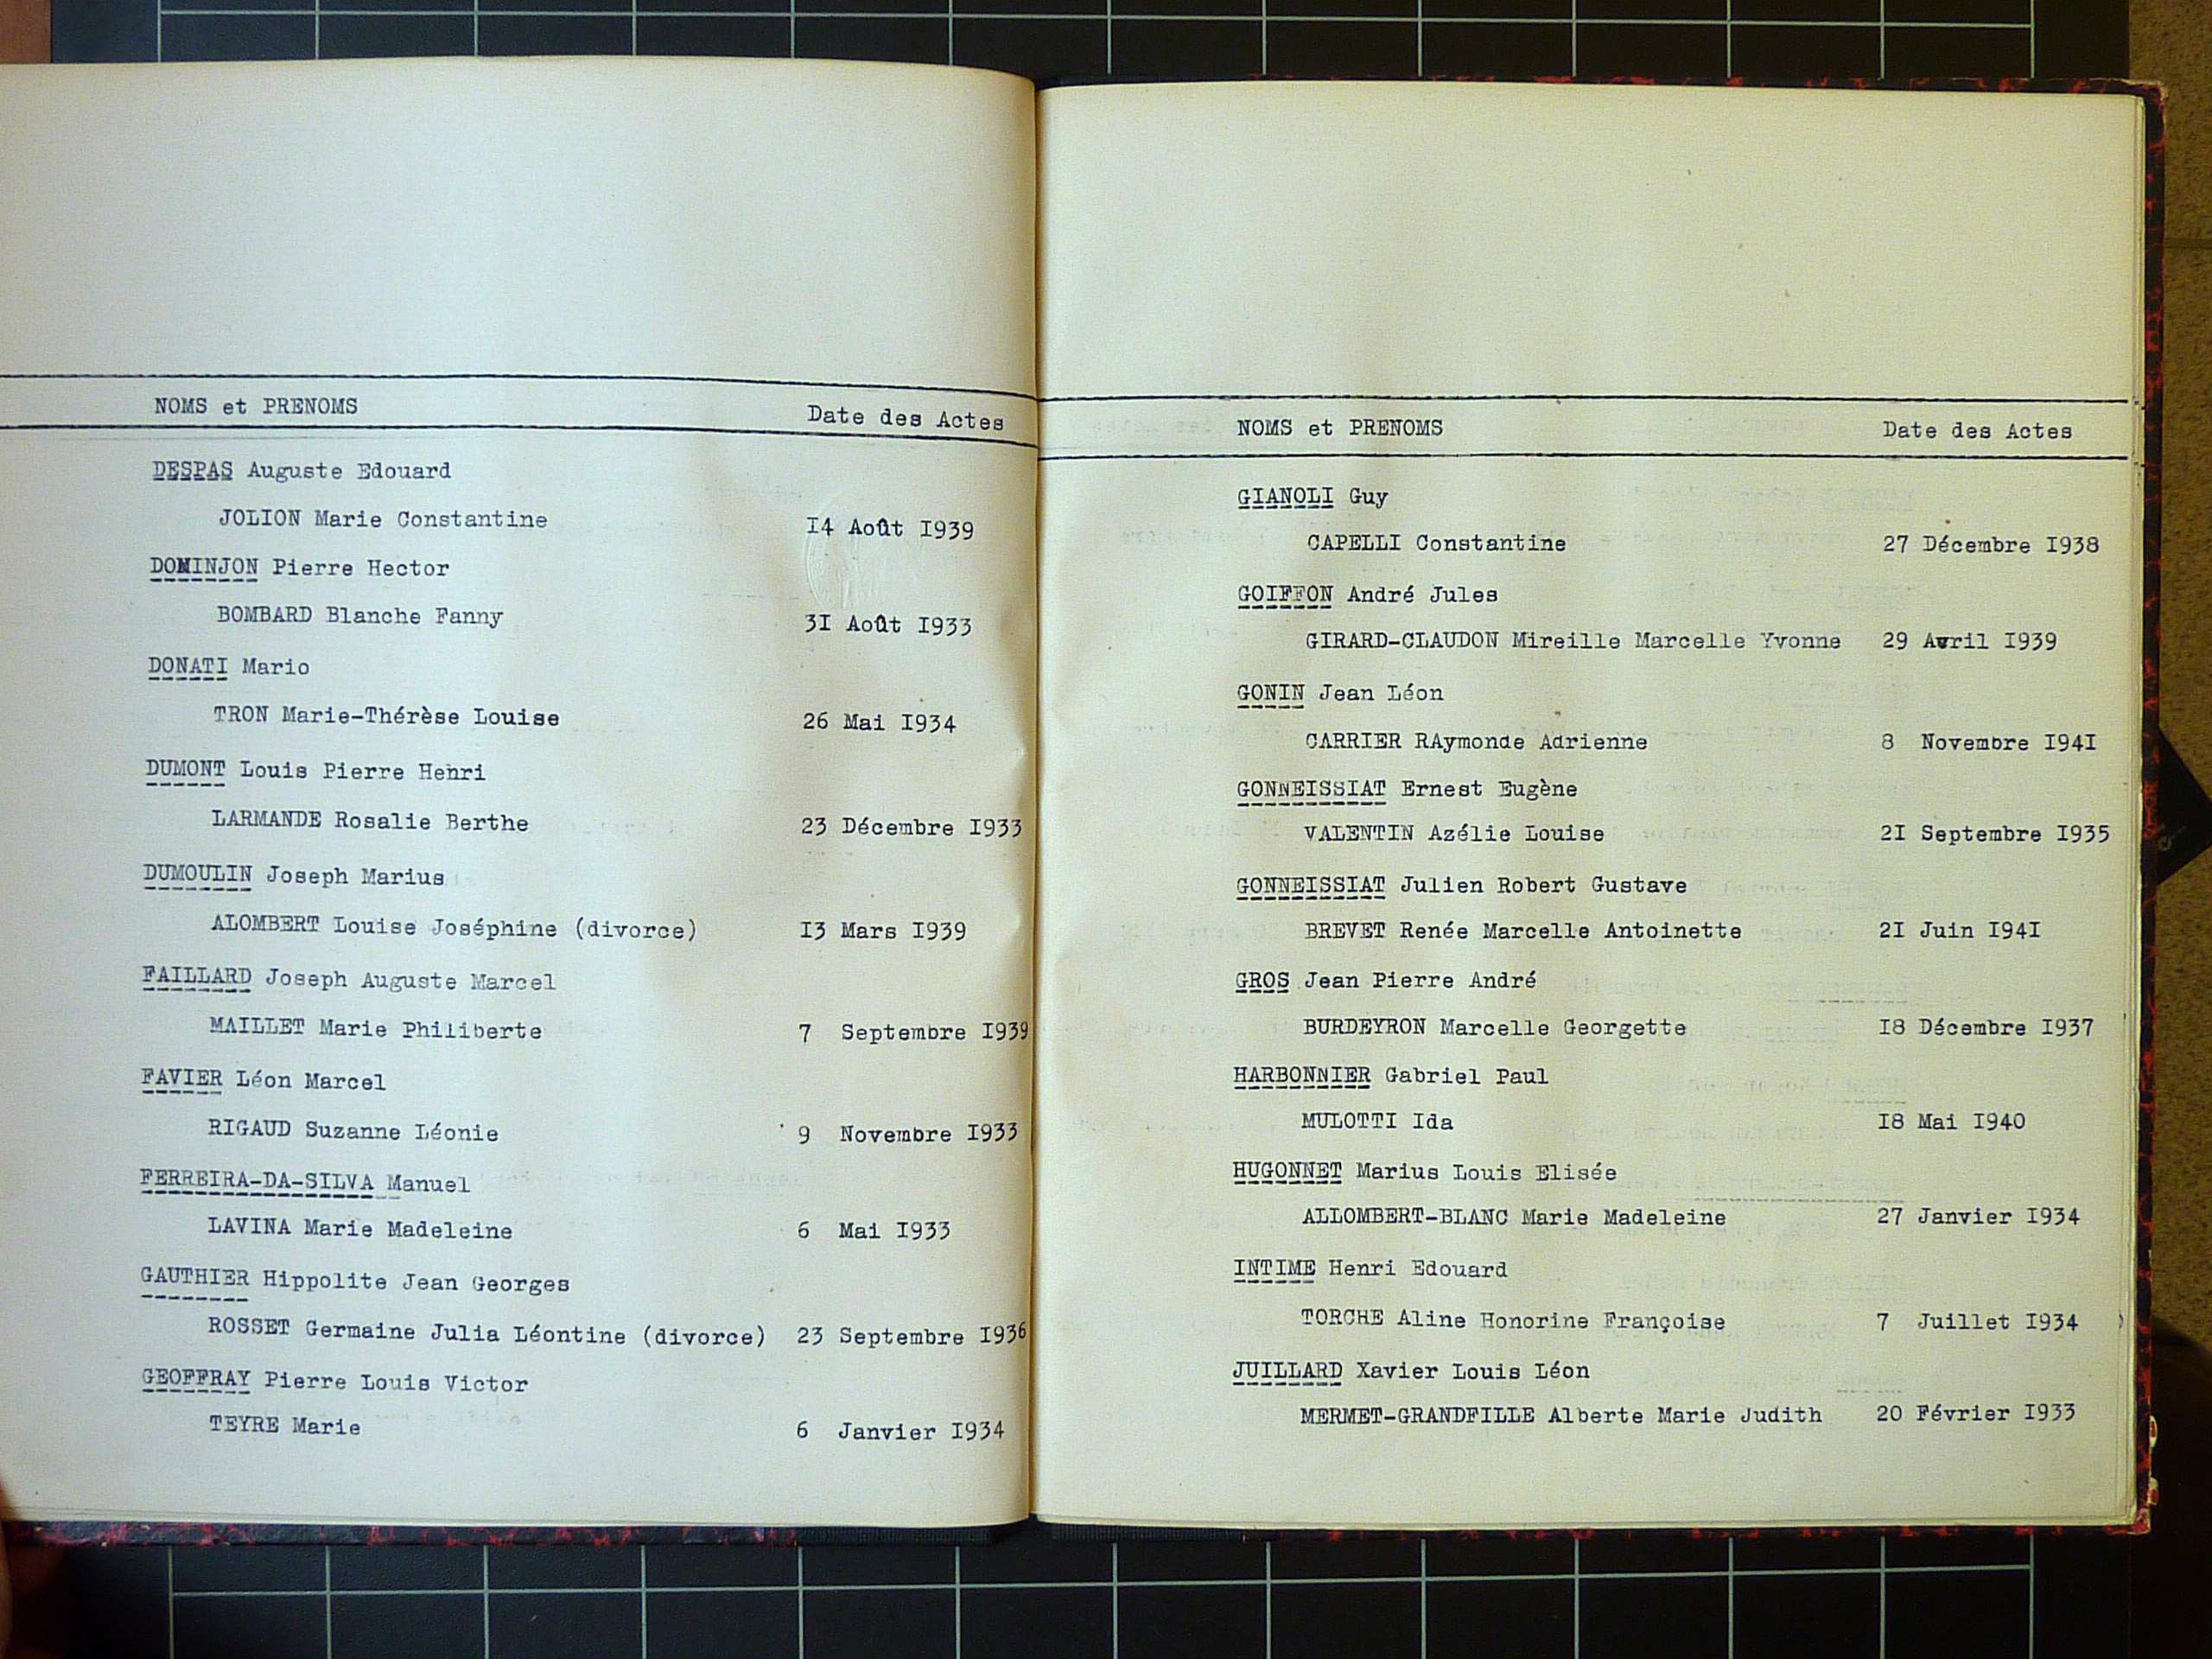 NOMS et PRENOMS Date des Actes
DESPAS Auguste Edouard
JOLION Marie Constantine I4 Août I939
DOMINJON Pierre Hector
BOMBARD Blanche Fanny 3I Août I933
DONATI Mario
TRON Marie-Thérèse Louise 26 Mai I934
DUMONT Louis Pierre Henri
LARMANDE Rosalie Berthe 23 Décembre I933
DUMOULIN Joseph Marius
ALOMBERT Louise Joséphine (divorce) I3 Mars I939
FAILLARD Joseph Auguste Marcel
MAILLET Marie Philiberte 7 Septembre I939
FAVIER Léon Marcel
RIGAUD Suzanne Léonie 9 Novembre I933
FERREIRA-DA-SILVA Manuel
LAVINA Marie Madeleine 6 Mai I933
GAUTHIER Hippolite Jean Georges
ROSSET Germaine Julia Léontine (divorce) 23 Septembre I936
GEOFFRAY Pierre Louis Victor
TEYRE Marie 6 Janvier I934
NOMS et PRENOMS Date des Actes
GIANOLI Guy
CAPELLI Constantine 27 Décembre I938
GOIFFON André Jules
GIRARD-CLAUDON Mireille Marcelle Yvonne 29 Avril I939
GONIN Jean Léon
CARRIER RAymonde Adrienne 8 Novembre I94I
GONNEISSIAT Ernest Eugène
VALENTIN Azélie Louise 2I Septembre I935
GONNEISSIAT Julien Robert Gustave
BREVET Renée Marcelle Antoinette 2I Juin I94I
GROS Jean Pierre André
BURDEYRON Marcelle Georgette I8 Décembre I937
HARBONNIER Gabriel Paul
MULOTTI Ida I8 Mai I940
HUGONNET Marius Louis Elisée
ALLOMBERT-BLANC Marie Madeleine 27 Janvier I934
INTIME Henri Edouard
TORCHE Aline Honorine Françoise 7 Juillet I934
JUILLARD Xavier Louis Léon
MERMET-GRANDFILLE Alberte Marie Judith 20 Février I933